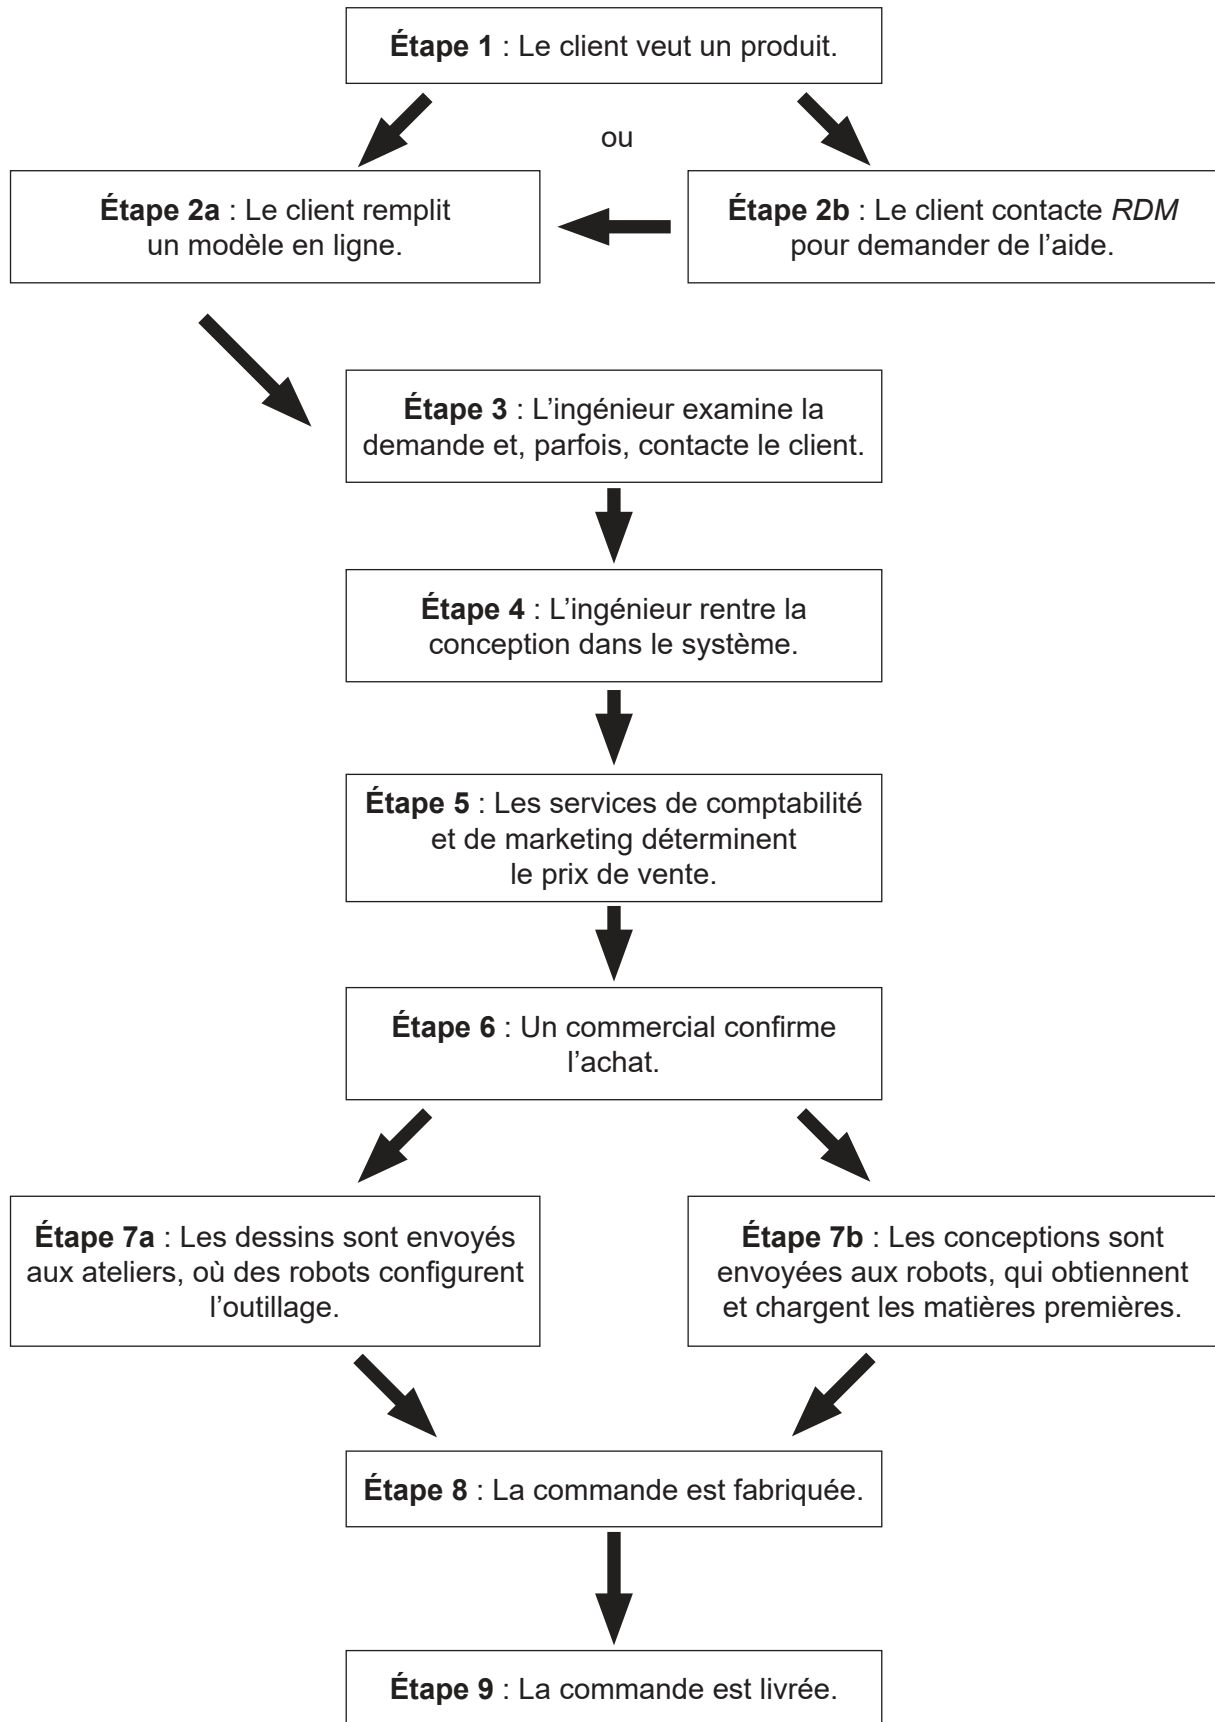 Étape 1 : Le client veut un produit.
ou
Étape 2a : Le client remplit
un modèle en ligne.
Étape 2b : Le client contacte RDM
pour demander de l’aide.
Étape 3 : L’ingénieur examine la
demande et, parfois, contacte le client.
Étape 4 : L’ingénieur rentre la
conception dans le système.
Étape 5 : Les services de comptabilité
et de marketing déterminent
le prix de vente.
Étape 6 : Un commercial confirme
l’achat.
Étape 7a : Les dessins sont envoyés
aux ateliers, où des robots configurent
l’outillage.
Étape 7b : Les conceptions sont
envoyées aux robots, qui obtiennent
et chargent les matières premières.
Étape 8 : La commande est fabriquée.
Étape 9 : La commande est livrée.